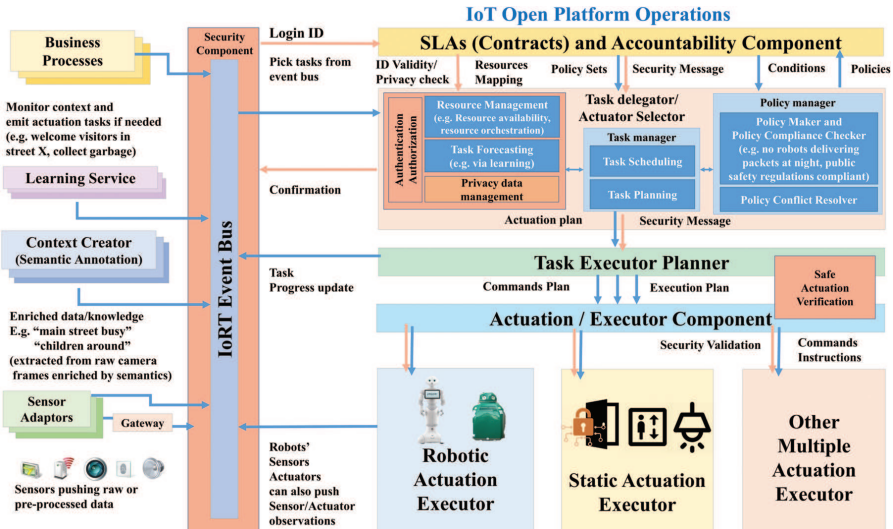 IoT Open Platform Operations
Business
Processes
Monitor context and
emit actuation tasks if needed
(e.g. welcome visitors in
street X, collect garbage)
Learning Service
Context Creator
(Semantic Annotation)
Enriched data/knowledge
E.g. “main street busy”
“children around”
(extracted from raw camera
frames enriched by semantics)
Sensor
Adaptors
Gateway
Sensors pushing raw or
pre-processed data
Security
Component
IoRT Event Bus
Login ID
Pick tasks from
event bus
Confirmation
Task
Progress update
Robots’
Sensors
Actuators
can also push
Sensor/Actuator
observations
SLAs (Contracts) and Accountability Component
ID Validity/
Privacy check
Resources
Mapping
Policy Sets
Security Message
Conditions
Policies
Authentication
Authorization
Resource Management
(e.g. Resource availability,
resource orchestration)
Task Forecasting
(e.g. via learning)
Privacy data
management
Task delegator/
Actuator Selector
Task manager
Task Scheduling
Task Planning
Policy manager
Policy Maker and
Policy Compliance Checker
(e.g. no robots delivering
packets at night, public
safety regulations compliant)
Policy Conflict Resolver
Actuation plan
Security Message
Task Executor Planner
Commands Plan
Execution Plan
Safe
Actuation
Verification
Actuation / Executor Component
Security Validation
Commands
Instructions
Robotic
Actuation
Executor
Static Actuation
Executor
Other
Multiple
Actuation
Executor